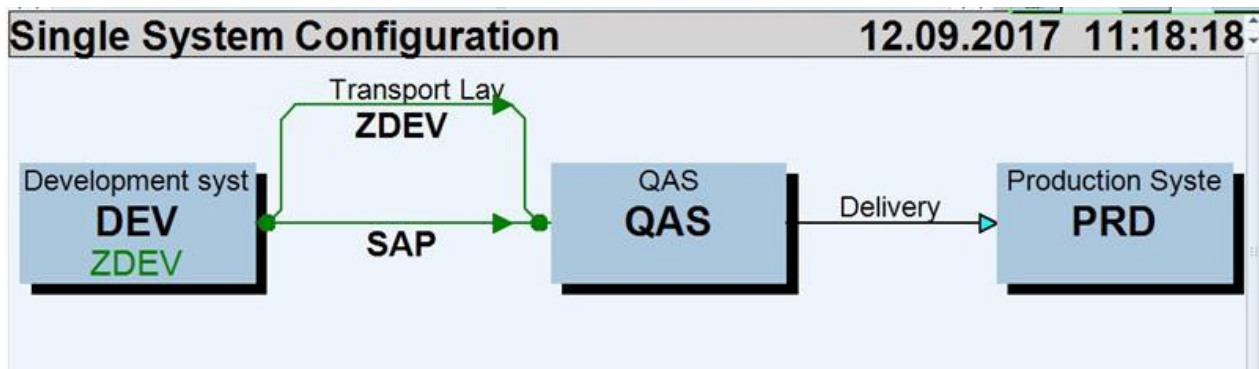 Single System Configuration 12.09.2017 11:18:18
Transport Lay
ZDEV
Development syst
DEV
ZDEV
SAP
QAS
QAS
Delivery
Production Syste
PRD